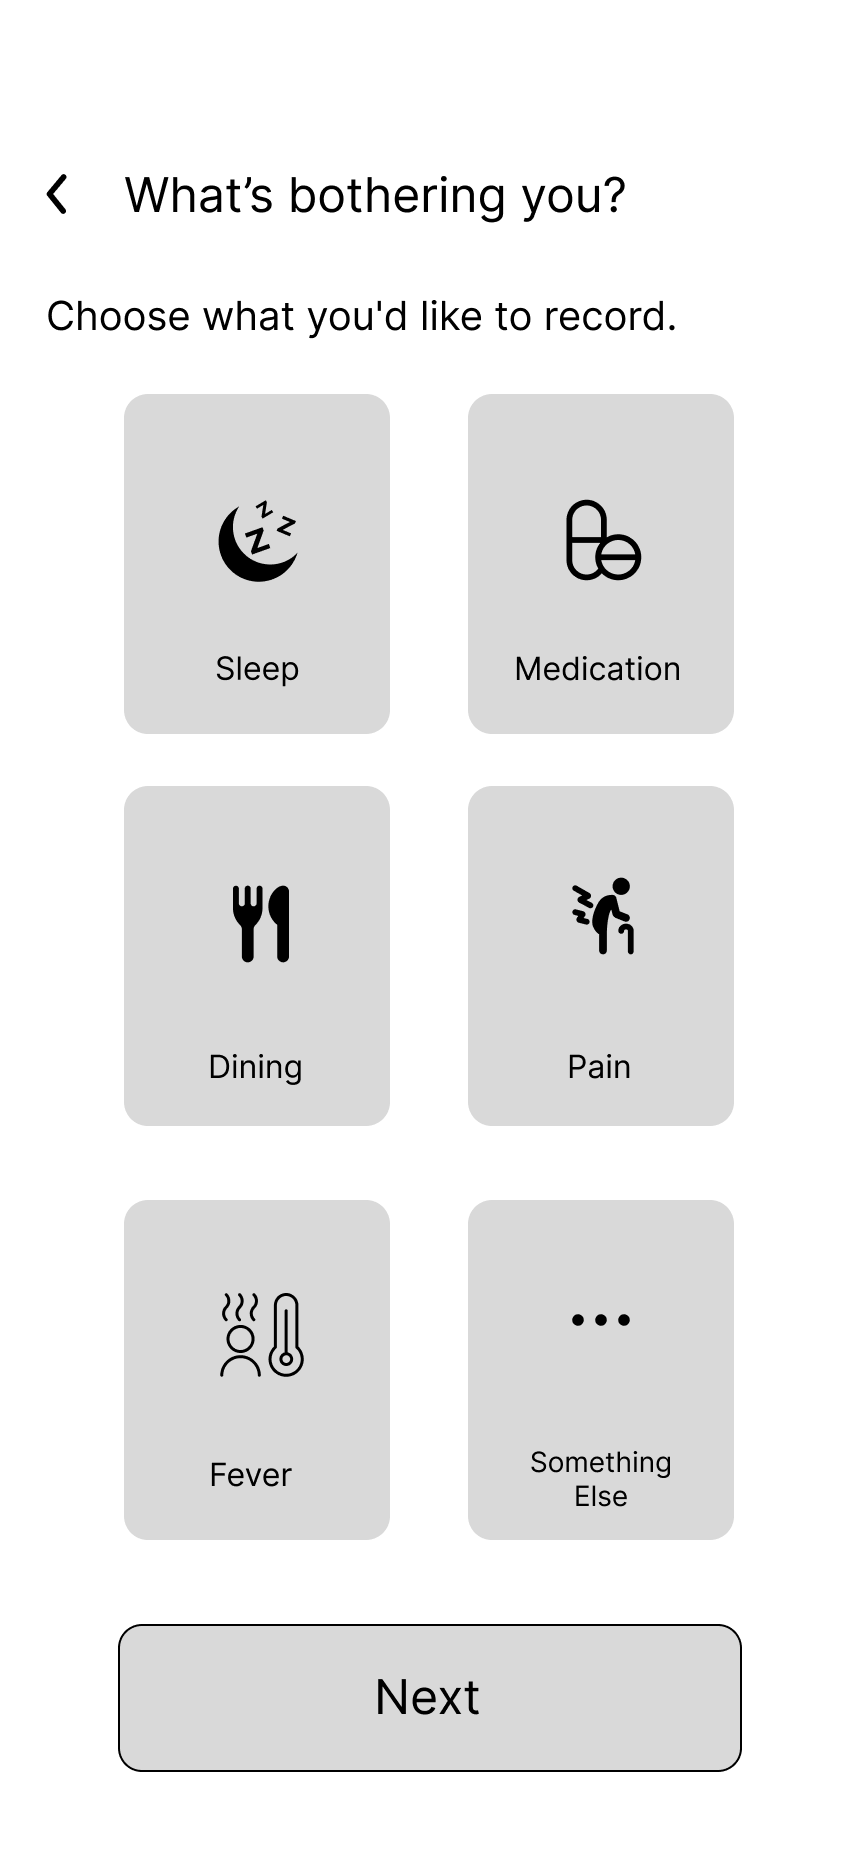 What’s bothering you?
Choose what you'd like to record.
Sleep
Medication
Dining
Pain
Fever
Something
Else
Next